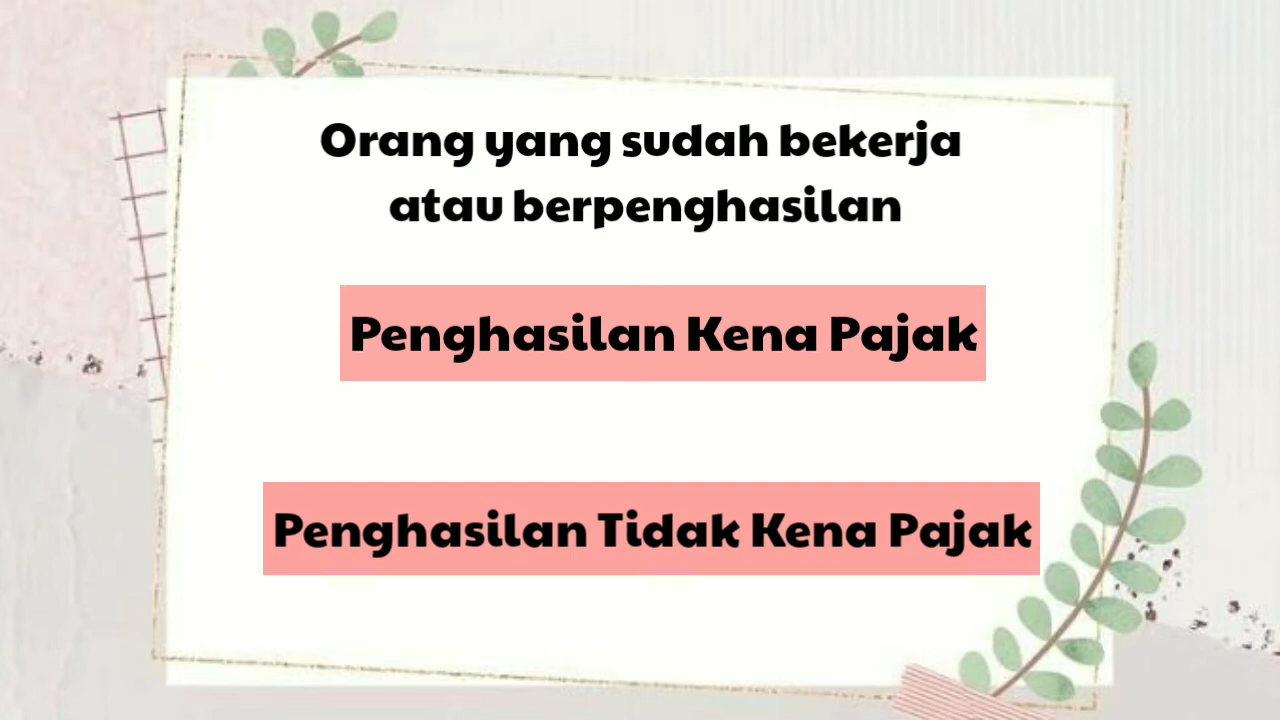 Orang yang sudah bekerja
atau berpenghasilan
Penghasilan Kena Pajak
Penghasilan Tidak Kena Pajak